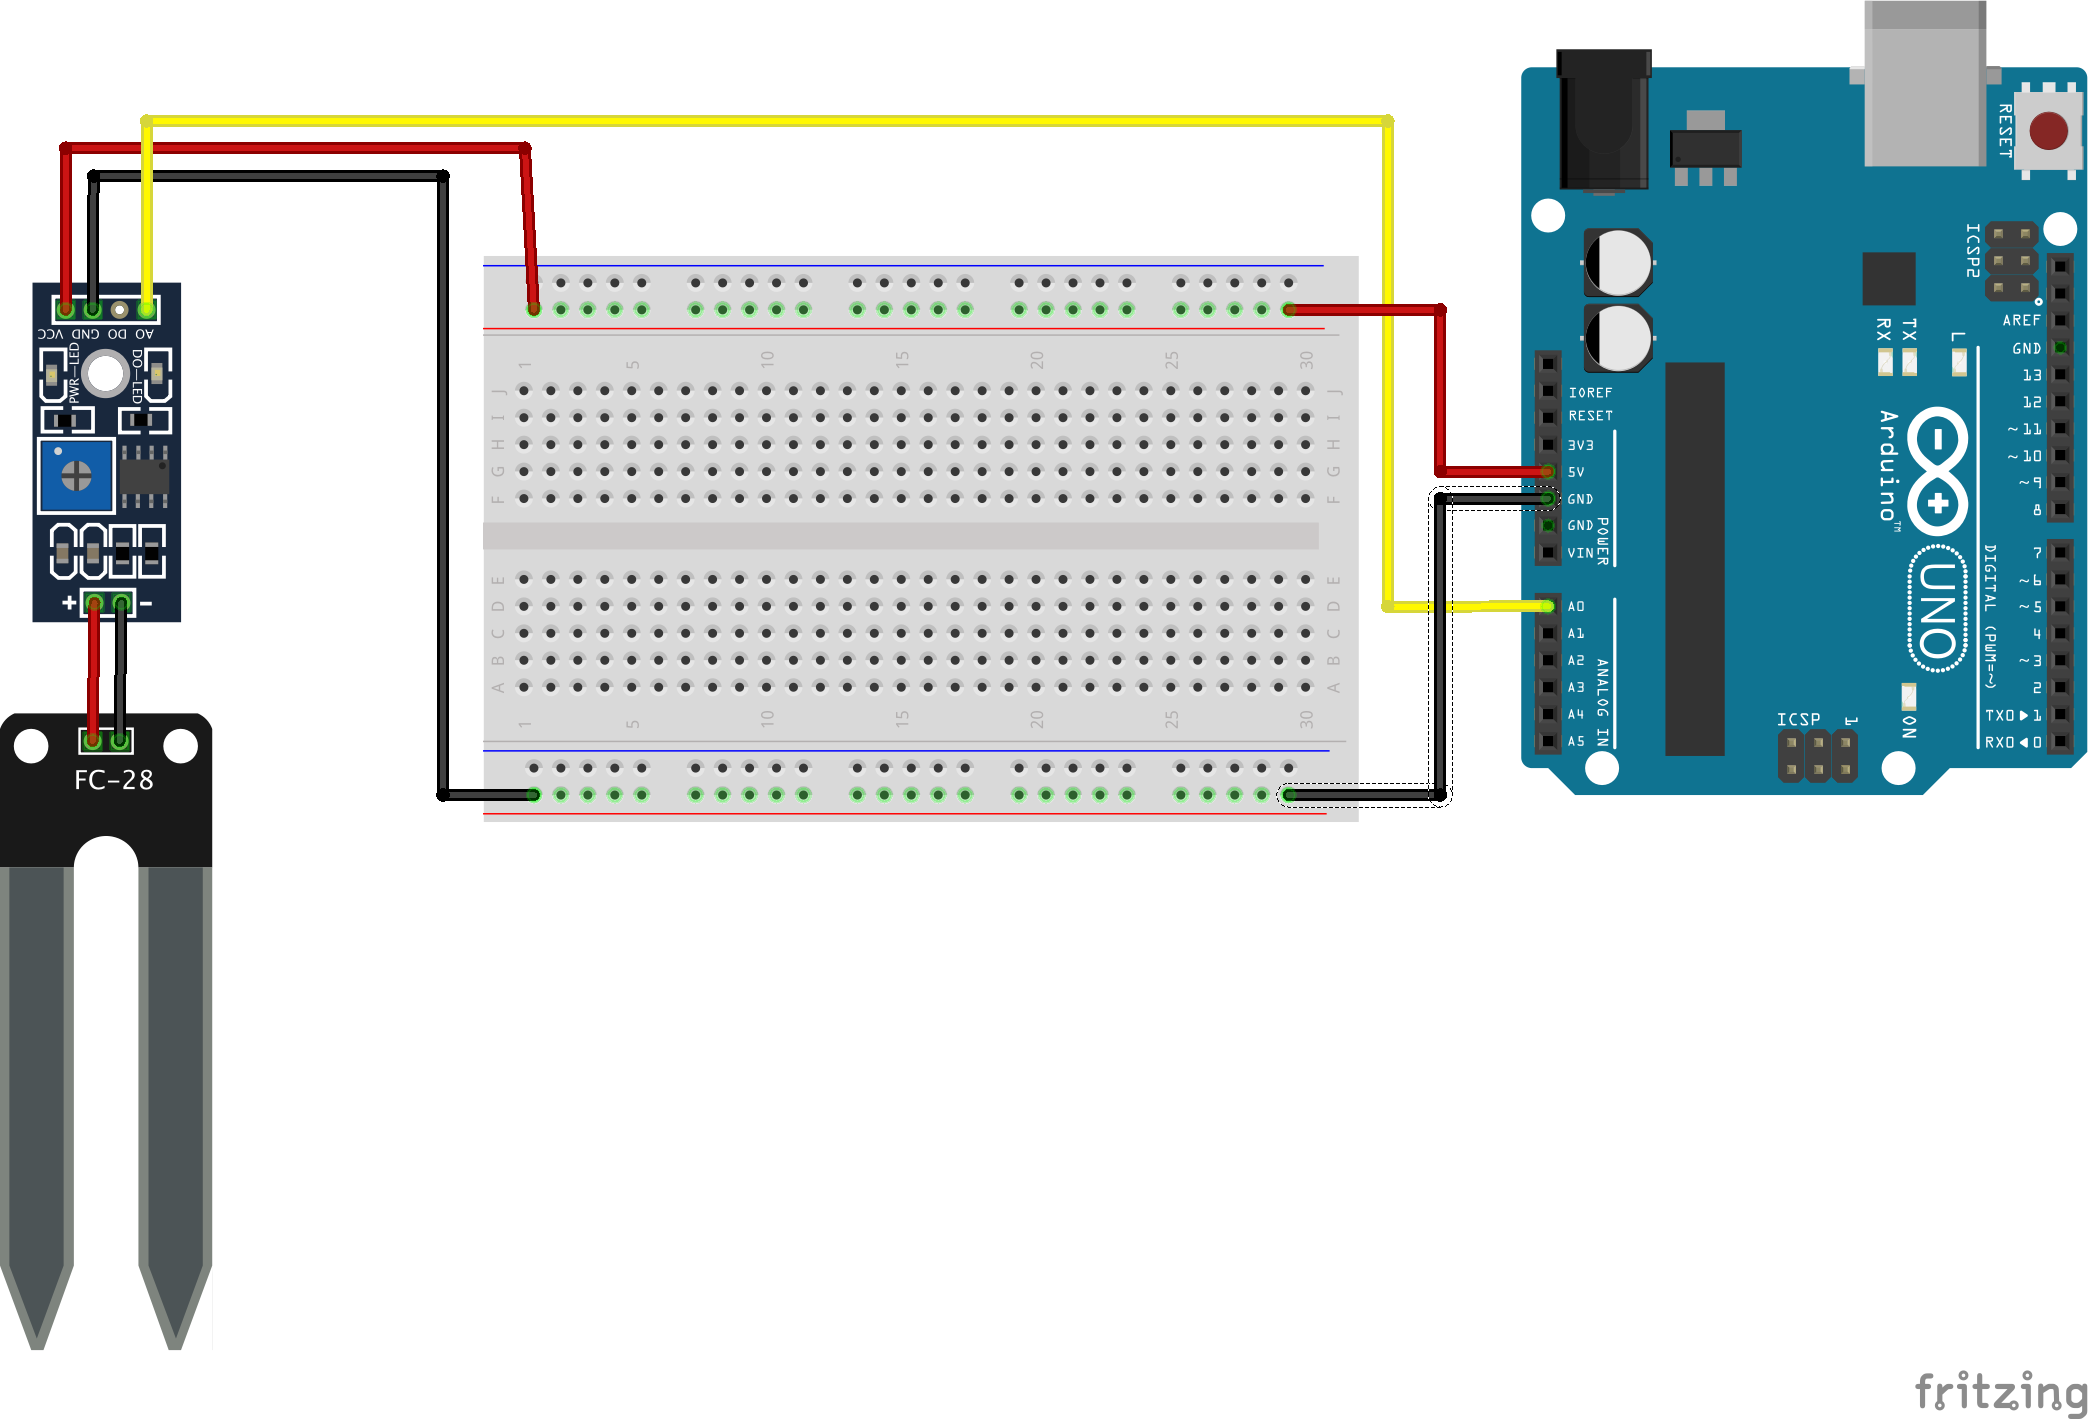 VCC GND DO AO
PWR-LED
DO-LED
+ -
FC-28
1 5 10 15 20 25 30
J J
I I
H H
G G
F F
E E
D D
C C
B B
A A
1 5 10 15 20 25 30
RESET
ICSP2
IOREF
RESET
3V3
5V
GND
GND
VIN
POWER
A0
A1
A2
A3
A4
A5
ANALOG IN
RX
TX
L
Arduino™
UNO
ON
ICSP
1
AREF
GND
13
12
~11
~10
~9
8
7
~6
~5
4
~3
2
TX0▶1
RX0◀0
DIGITAL (PWM=~)
fritzing